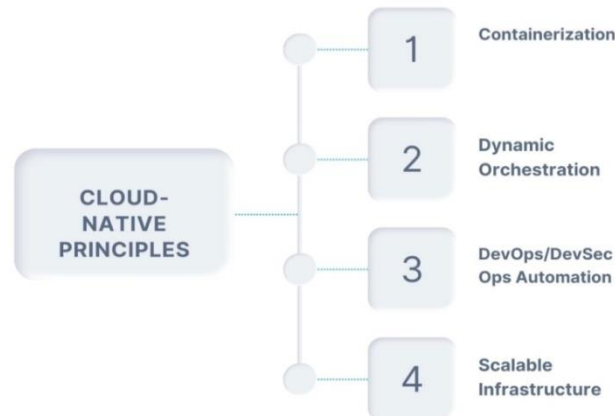 CLOUD-
NATIVE
PRINCIPLES
1
Containerization
2
Dynamic
Orchestration
3
DevOps/DevSec
Ops Automation
4
Scalable
Infrastructure